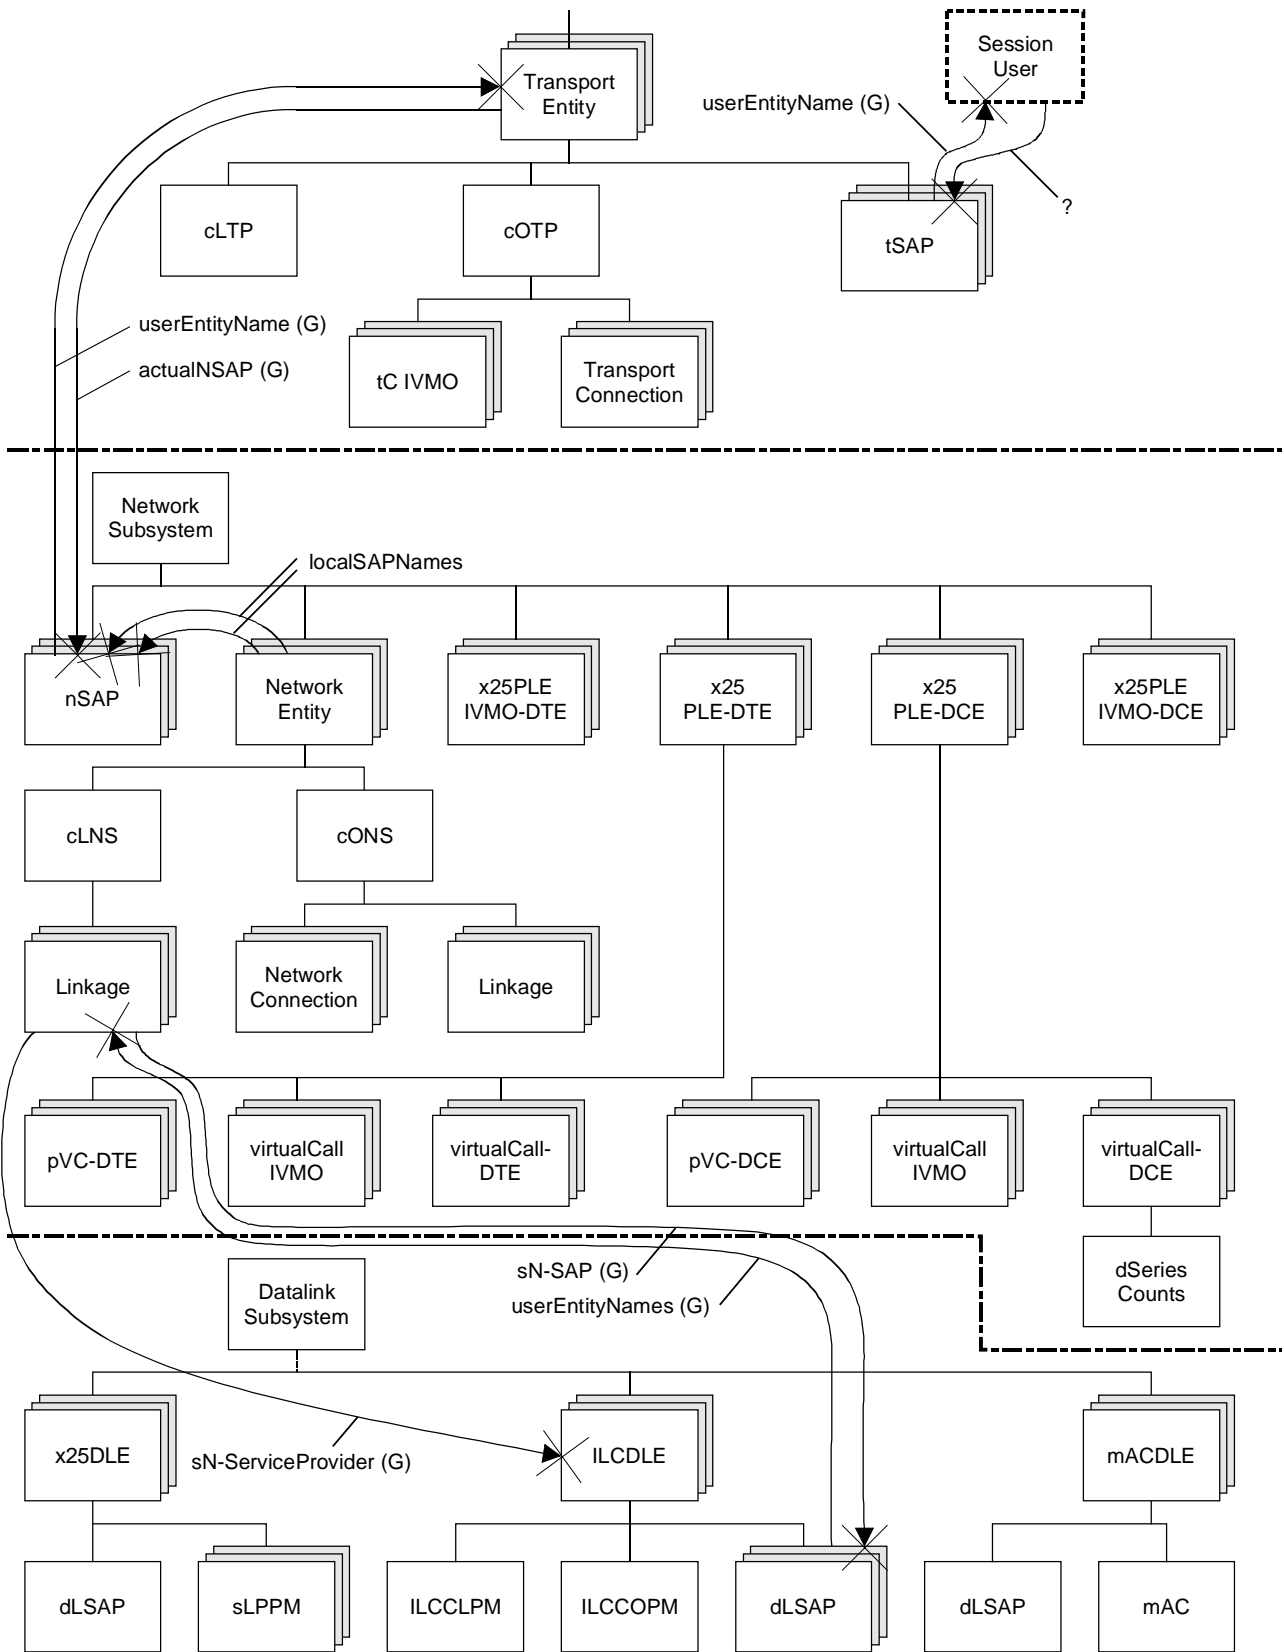 Session
User
Transport
Entity
userEntityName (G)
?
cLTP
cOTP
tSAP
userEntityName (G)
actualNSAP (G)
tC IVMO
Transport
Connection
Network
Subsystem
localSAPNames
nSAP
Network
Entity
x25PLE
IVMO-DTE
x25
PLE-DTE
x25
PLE-DCE
x25PLE
IVMO-DCE
cLNS
cONS
Linkage
Network
Connection
Linkage
pVC-DTE
virtualCall
IVMO
virtualCall-
DTE
pVC-DCE
virtualCall
IVMO
virtualCall-
DCE
sN-SAP (G)
userEntityNames (G)
dSeries
Counts
Datalink
Subsystem
x25DLE
sN-ServiceProvider (G)
lLCDLE
mACDLE
dLSAP
sLPPM
lLCCLPM
lLCCOPM
dLSAP
dLSAP
mAC